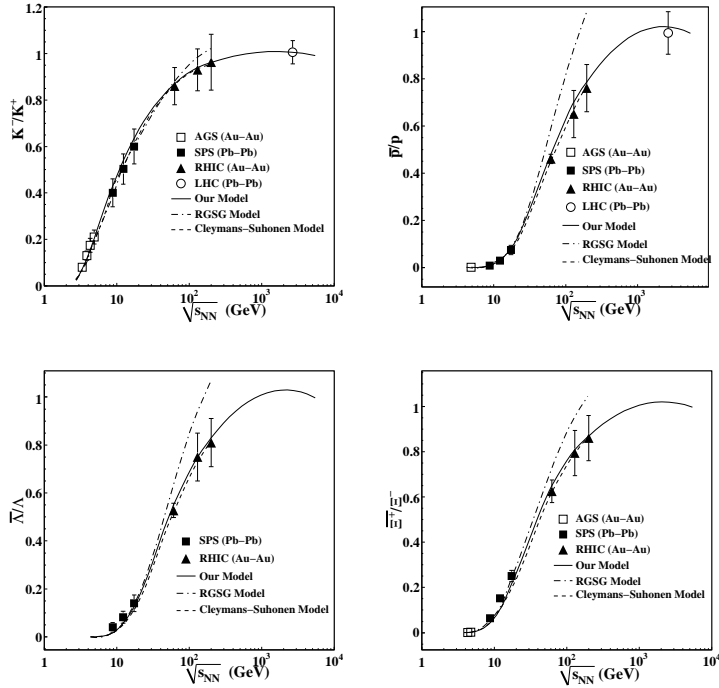 K⁻/K⁺
1.2
1
0.8
0.6
0.4
0.2
0
AGS (Au−Au)
SPS (Pb−Pb)
RHIC (Au−Au)
LHC (Pb−Pb)
Our Model
RGSG Model
Cleymans−Suhonen Model
1 10 10² 10³ 10⁴
√s_NN (GeV)
p̅/p
1
0.8
0.6
0.4
0.2
0
AGS (Au−Au)
SPS (Pb−Pb)
RHIC (Au−Au)
LHC (Pb−Pb)
Our Model
RGSG Model
Cleymans−Suhonen Model
1 10 10² 10³ 10⁴
√s_NN (GeV)
Λ̅/Λ
1
0.8
0.6
0.4
0.2
0
SPS (Pb−Pb)
RHIC (Au−Au)
Our Model
RGSG Model
Cleymans−Suhonen Model
1 10 10² 10³ 10⁴
√s_NN (GeV)
Ξ̅⁺/Ξ⁻
1
0.8
0.6
0.4
0.2
0
AGS (Au−Au)
SPS (Pb−Pb)
RHIC (Au−Au)
Our Model
RGSG Model
Cleymans−Suhonen Model
1 10 10² 10³ 10⁴
√s_NN (GeV)